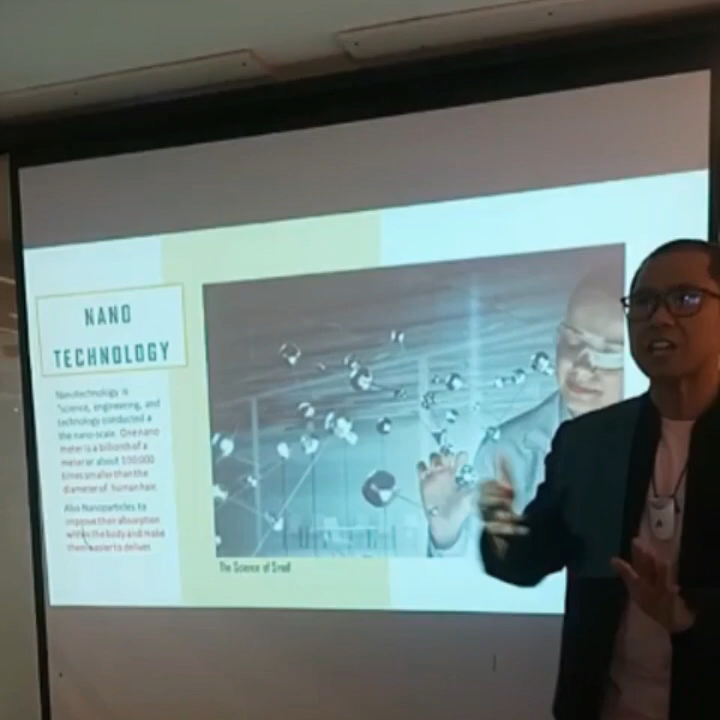 NANO
TECHNOLOGY
Nanotechnology is
"science, engineering, and
technology conducted a
the nano-scale. One nano
meter is a billionth of a
meter or about 100,000
times smaller than the
diameter of human hair.
Also Nanoparticles to
improve their absorption
within the body and make
them easier to deliver.
The Science of Small